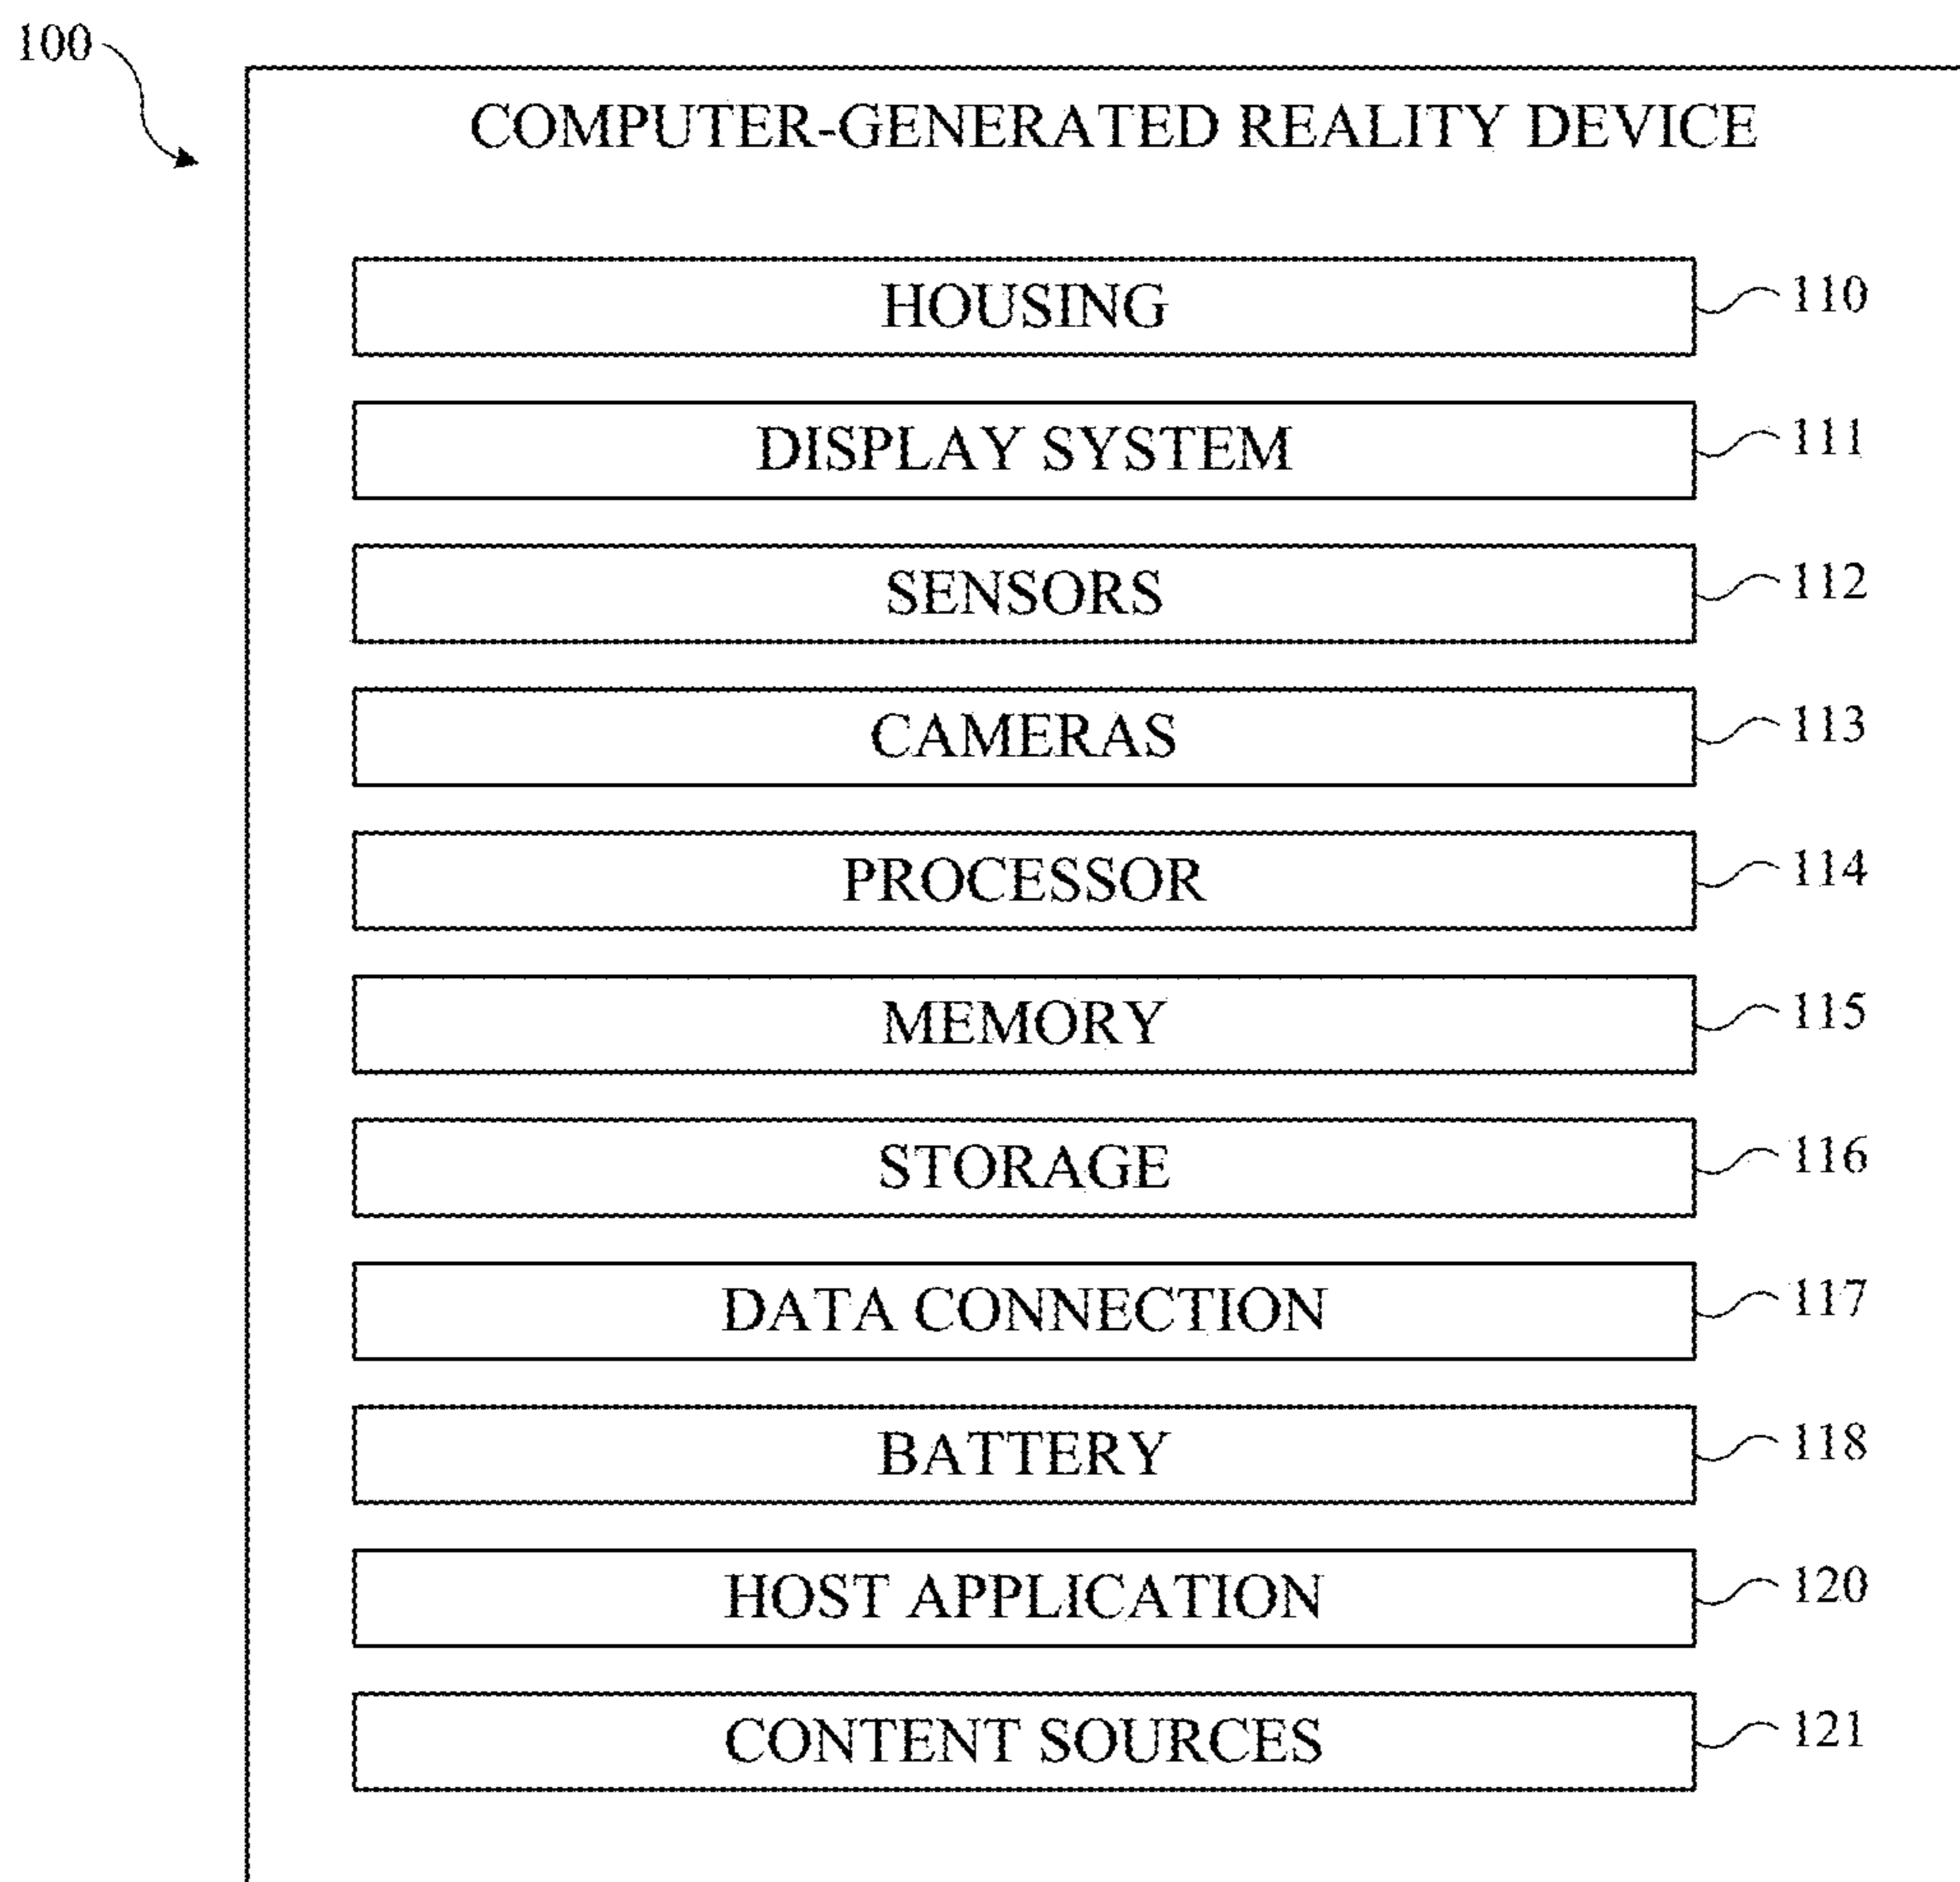 100
COMPUTER-GENERATED REALITY DEVICE
HOUSING 110
DISPLAY SYSTEM 111
SENSORS 112
CAMERAS 113
PROCESSOR 114
MEMORY 115
STORAGE 116
DATA CONNECTION 117
BATTERY 118
HOST APPLICATION 120
CONTENT SOURCES 121